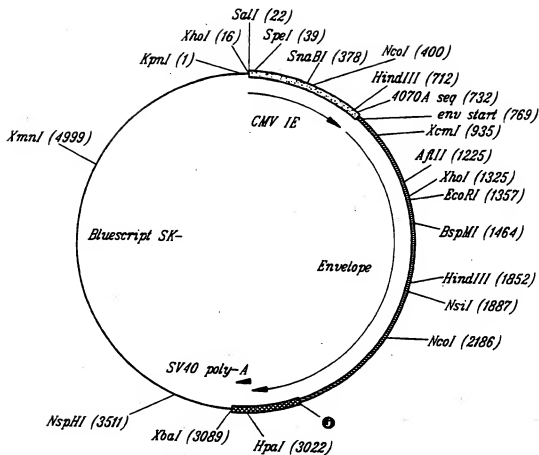 SalI (22)
XhoI (16)
SpeI (39)
KpnI (1)
SnaBI (378)
NcoI (400)
HindIII (712)
4070A seq (732)
env start (769)
XcmI (935)
CMV IE
XmnI (4999)
AflII (1225)
XhoI (1325)
EcoRI (1357)
Bluescript SK-
BspMI (1464)
Envelope
HindIII (1852)
NsiI (1887)
NcoI (2186)
SV40 poly-A
NspHI (3511)
XbaI (3089)
HpaI (3022)